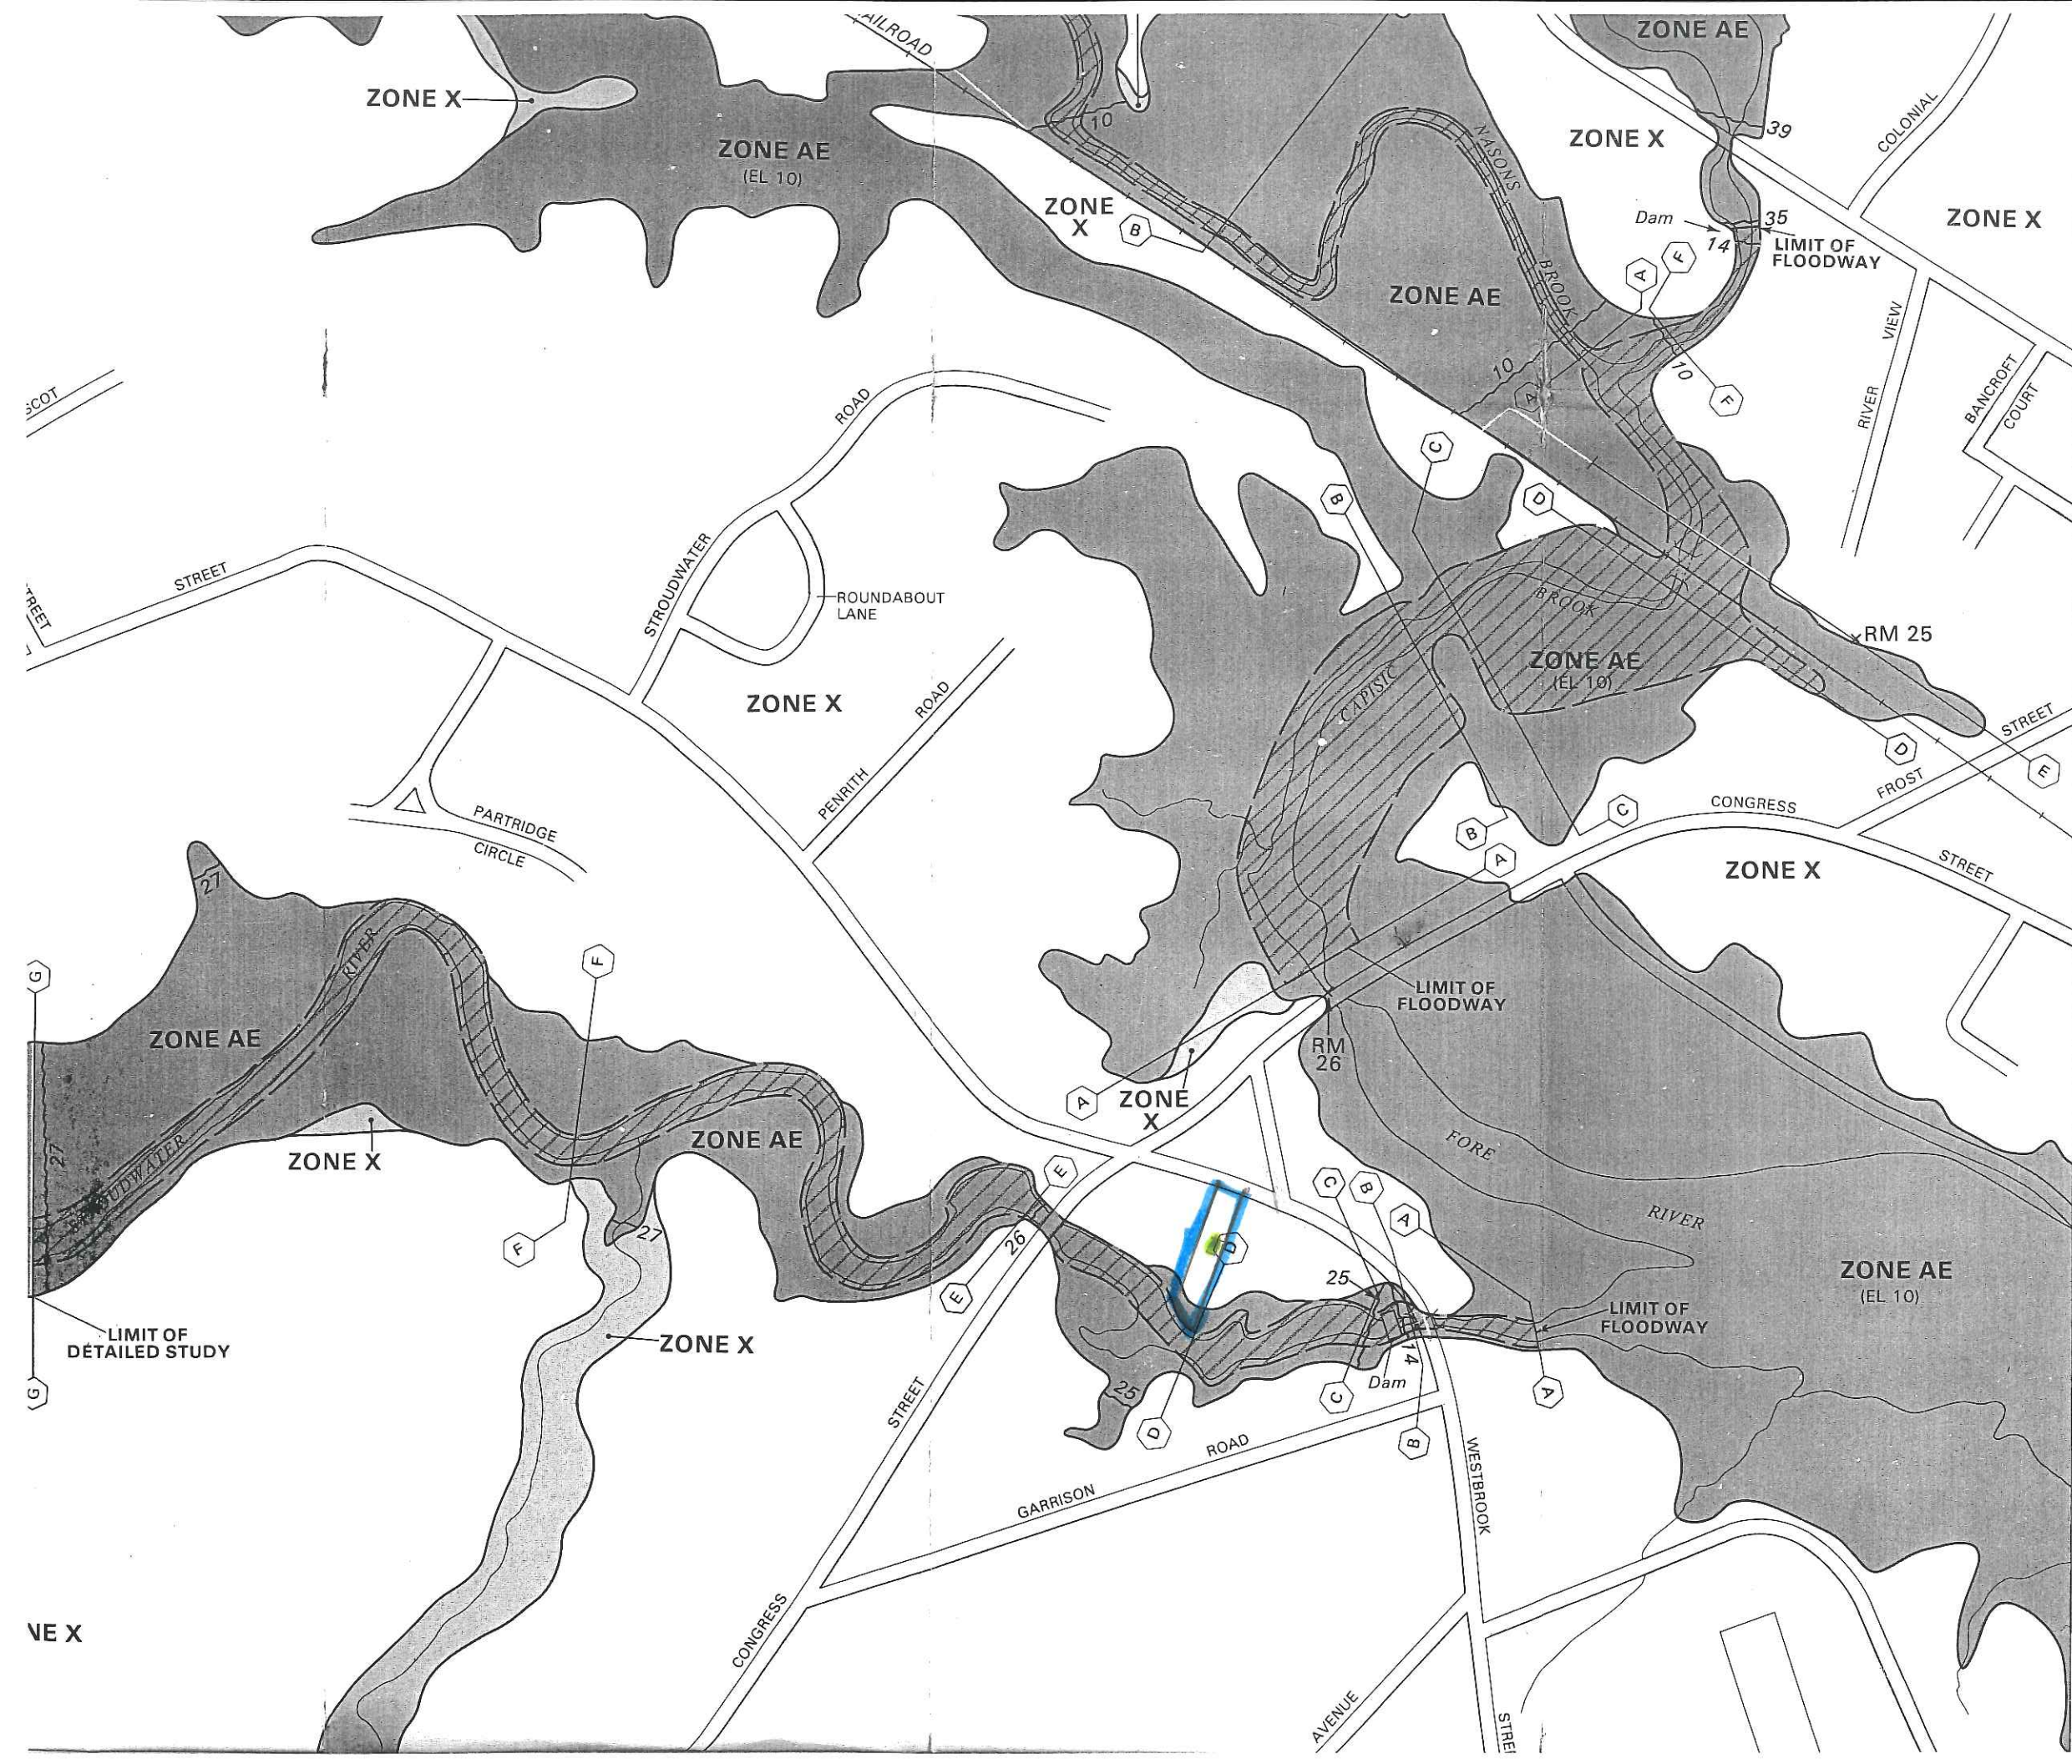 AILROAD
ZONE AE
ZONE X
10
39
COLONIAL
ZONE X
ZONE AE
(EL 10)
NASONS
BROOK
ZONE
X
B
Dam
35
14
LIMIT OF
FLOODWAY
ZONE X
A
F
ZONE AE
RIVER VIEW
10
10
A
F
BANCROFT
COURT
SCOT
ROAD
C
B
D
STREET
TREET
STROUDWATER
ROUNDABOUT
LANE
BROOK
RM 25
ZONE AE
(EL 10)
CAPISIC
ZONE X
ROAD
PENRITH
STREET
D
E
FROST
CONGRESS
C
B
A
ZONE X
STREET
PARTRIDGE
CIRCLE
27
RIVER
F
G
LIMIT OF
FLOODWAY
ZONE AE
RM
26
A
ZONE
X
27
UDWATER
ZONE X
ZONE AE
FORE
RIVER
E
C
B
A
F
27
26
D
E
25
ZONE AE
(EL 10)
LIMIT OF
FLOODWAY
LIMIT OF
DETAILED STUDY
ZONE X
14
Dam
G
25
C
A
D
B
STREET
ROAD
GARRISON
WESTBROOK
CONGRESS
NE X
AVENUE
STREE